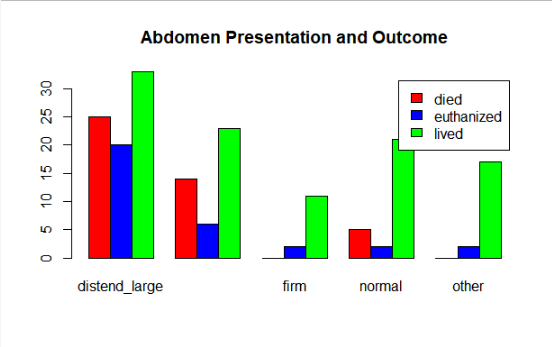 Abdomen Presentation and Outcome
30
25
20
15
10
5
0
died
euthanized
lived
distend_large firm normal other